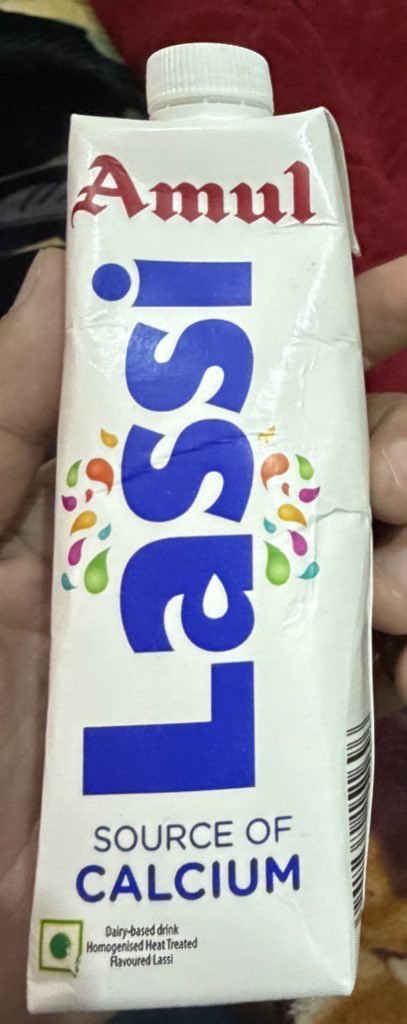 Amul
Lassi
SOURCE OF
CALCIUM
Dairy-based drink
Homogenised Heat Treated
Flavoured Lassi